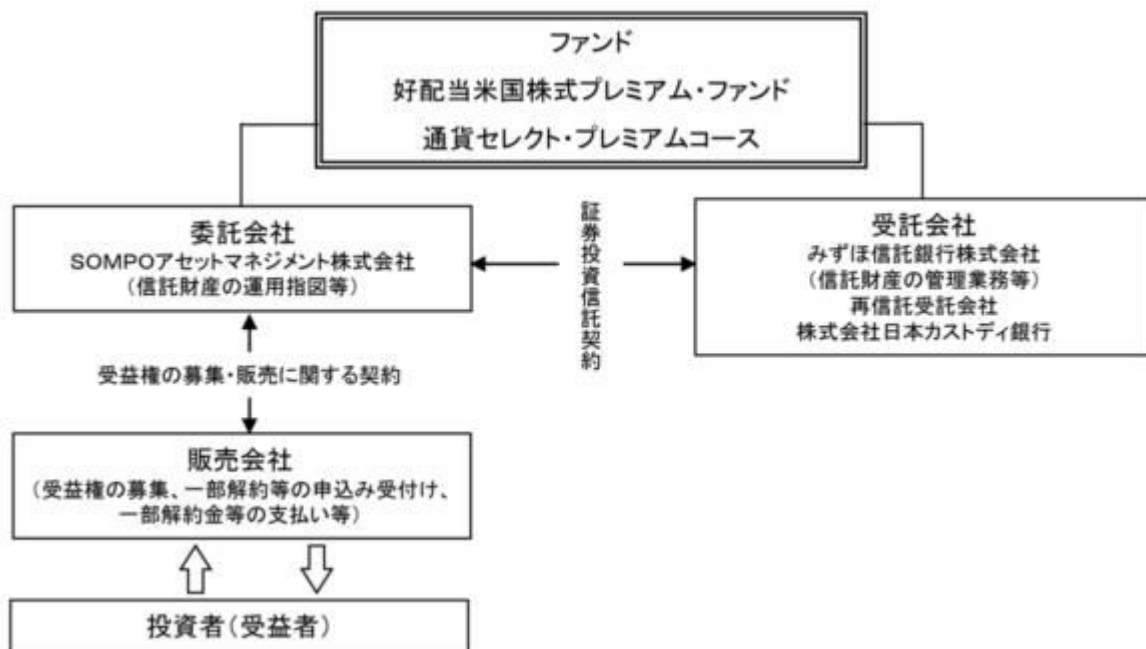 ファンド
好配当米国株式プレミアム・ファンド
通貨セレクト・プレミアムコース
委託会社
SOMPOアセットマネジメント株式会社
(信託財産の運用指図等)
証券投資信託契約
受託会社
みずほ信託銀行株式会社
(信託財産の管理業務等)
再信託受託会社
株式会社日本カストディ銀行
受益権の募集・販売に関する契約
販売会社
(受益権の募集、一部解約等の申込み受付け、
一部解約金等の支払い等)
投資者(受益者)